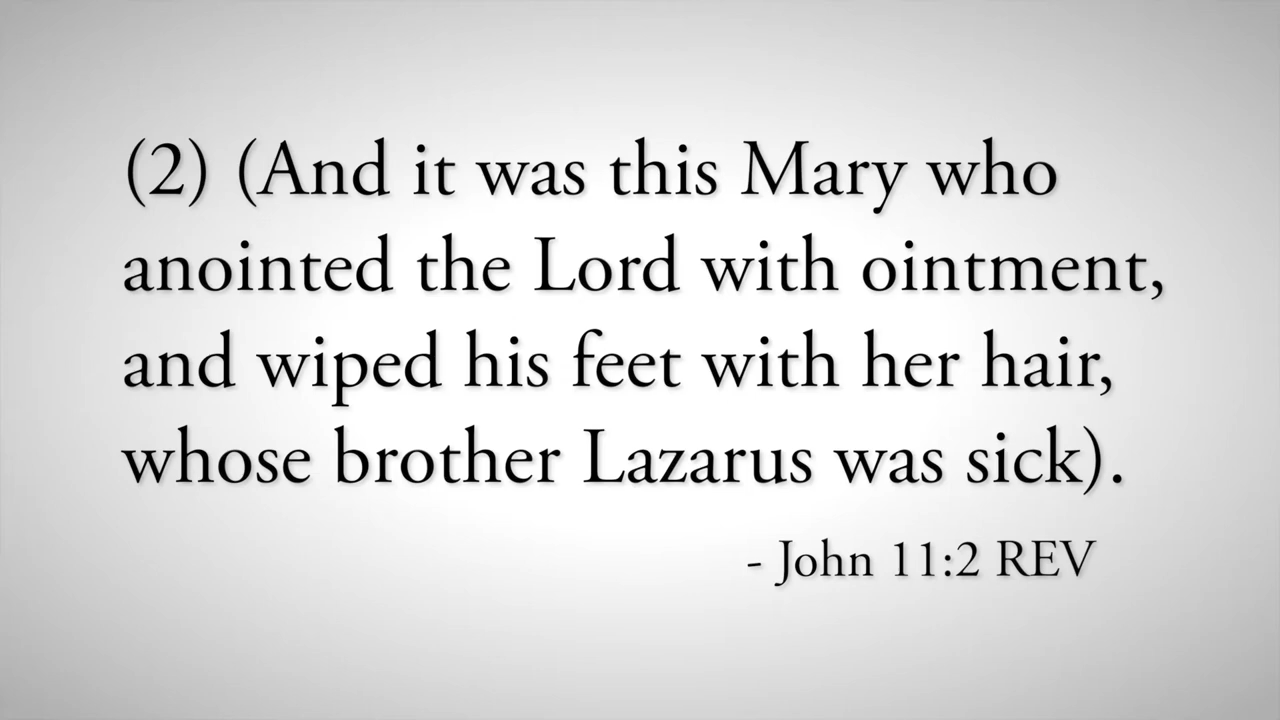 (2) (And it was this Mary who
anointed the Lord with ointment,
and wiped his feet with her hair,
whose brother Lazarus was sick).
- John 11:2 REV